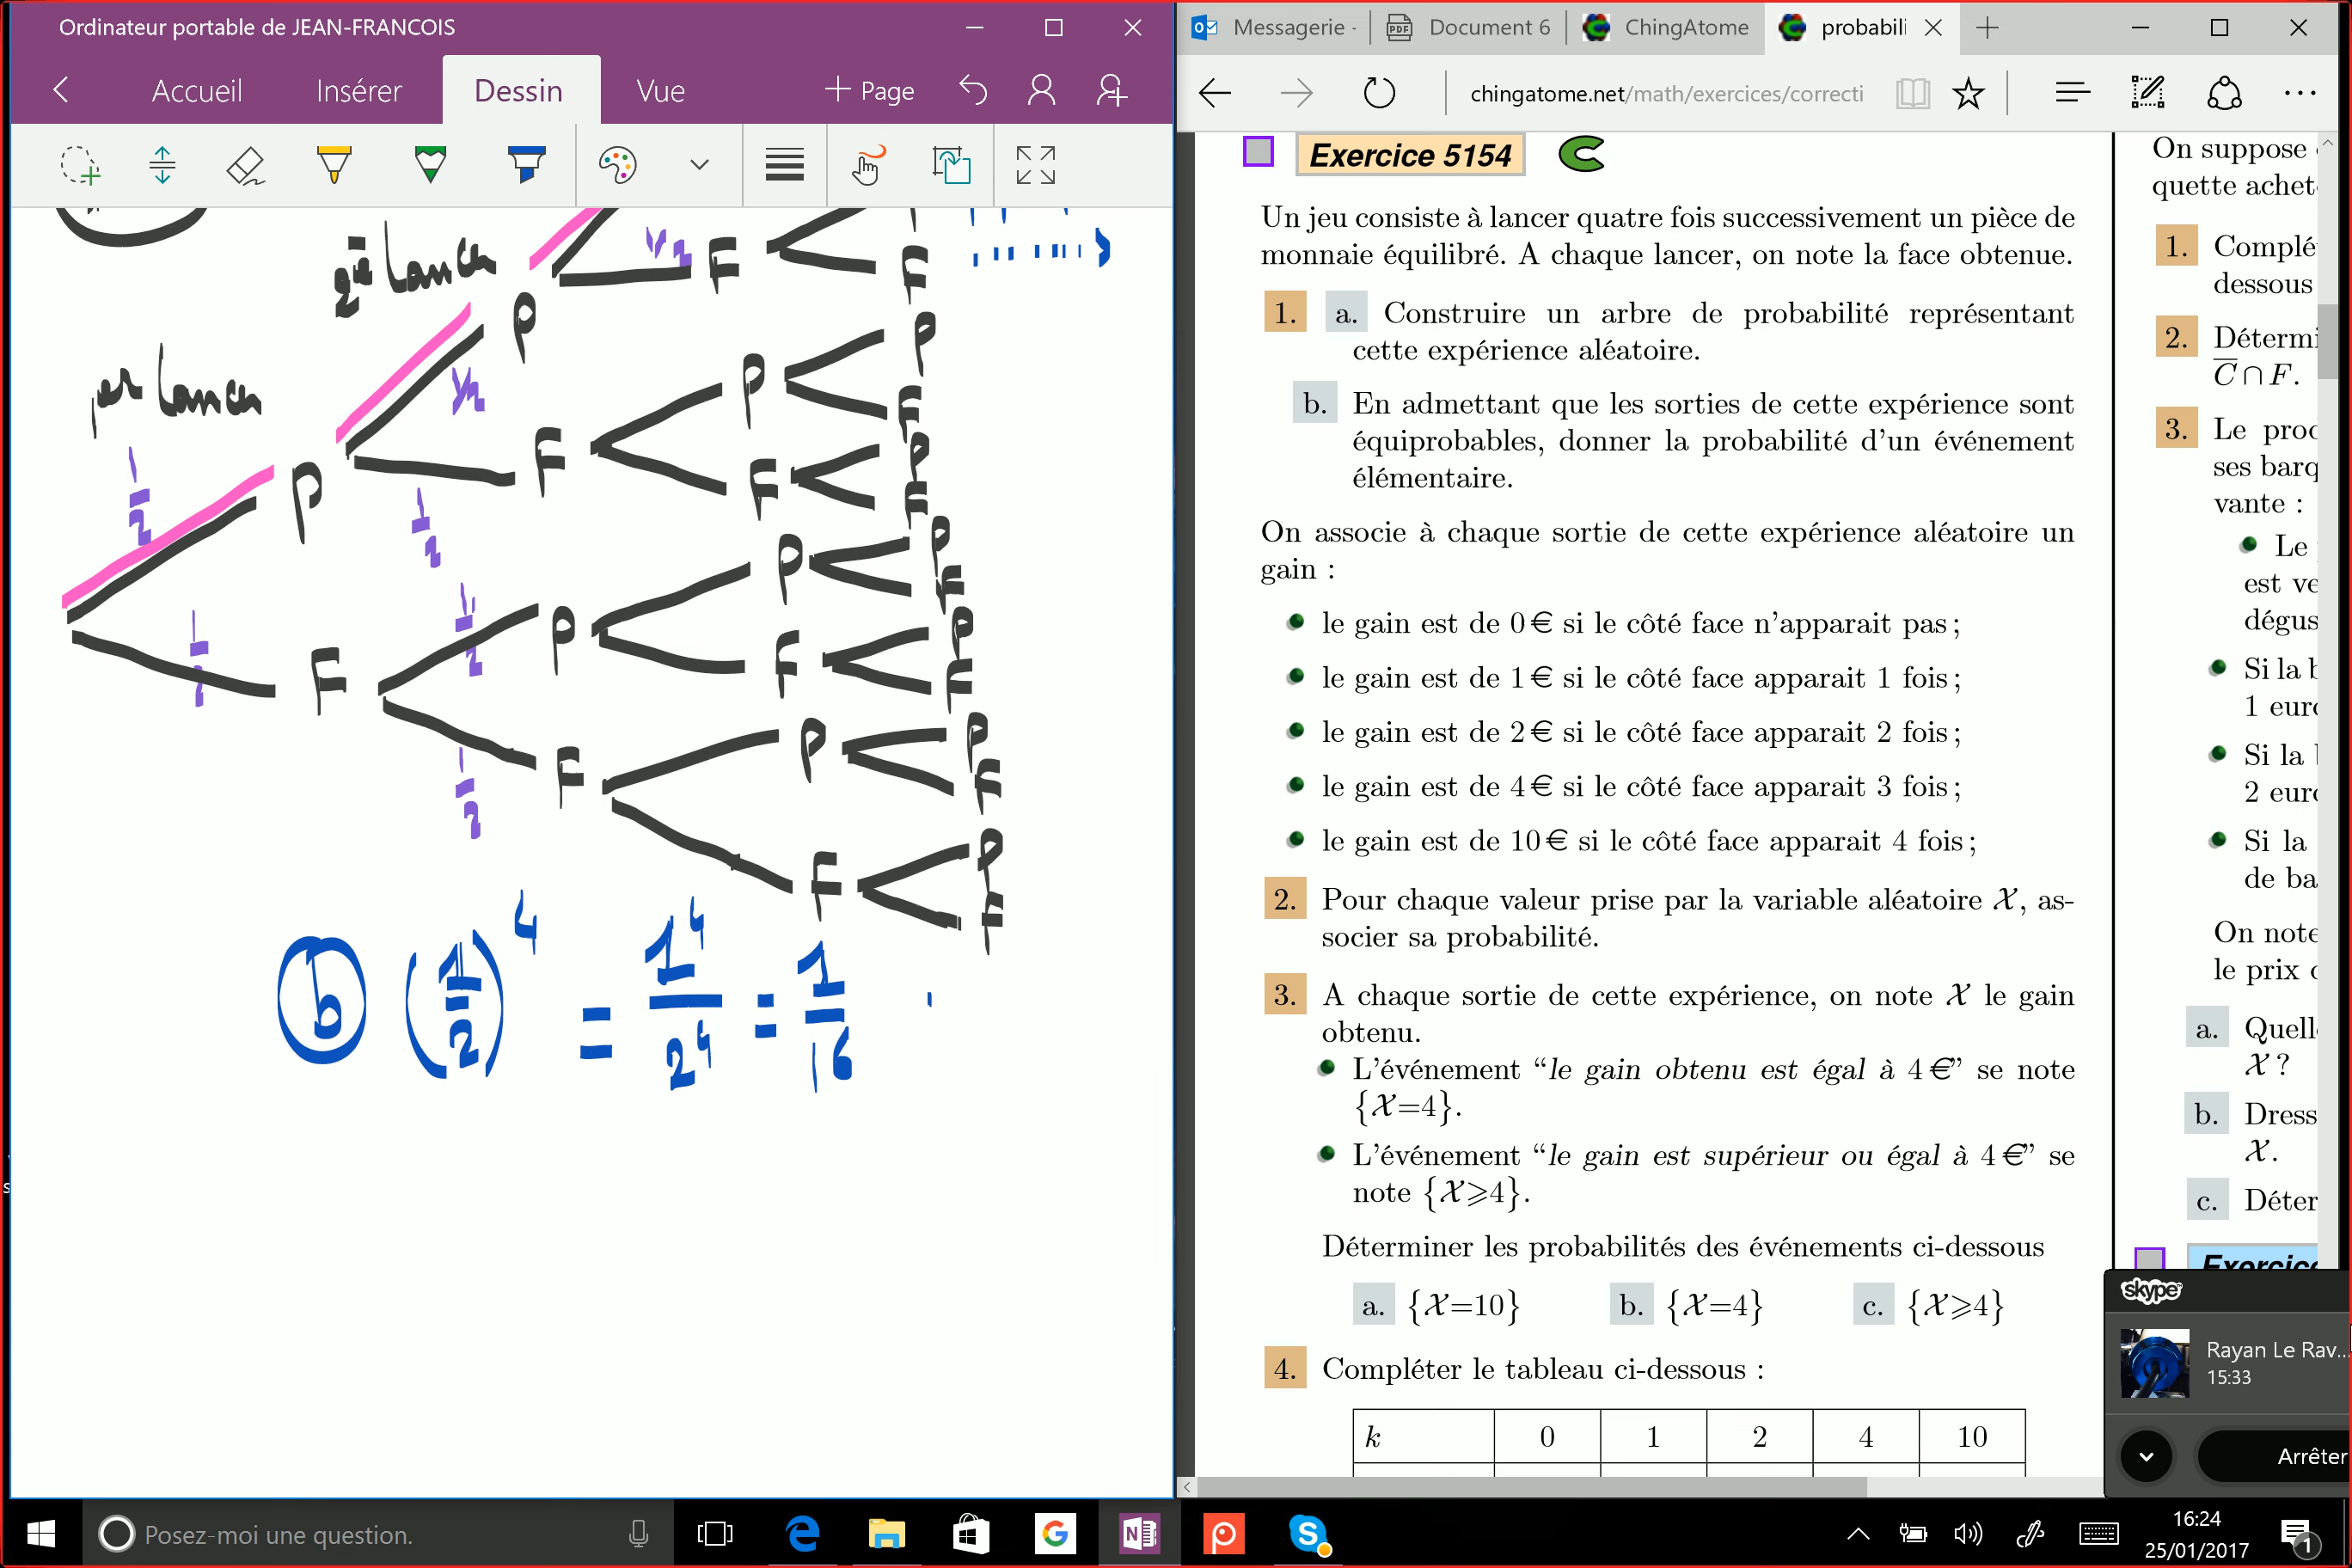 Ordinateur portable de JEAN-FRANCOIS
Accueil Insérer Dessin Vue Page
2e Lancer
1er Lancer
1/2 P
F
1/2
P
F
P F
P F
P F
P F
P F
P F
P F
b (1/2)^4 = 1^4/2^4 = 1/16
Messagerie - Document 6 ChingAtome probabili
chingatome.net/math/exercices/correcti
Exercice 5154
Un jeu consiste à lancer quatre fois successivement un pièce de
monnaie équilibré. A chaque lancer, on note la face obtenue.
1. a. Construire un arbre de probabilité représentant
cette expérience aléatoire.
b. En admettant que les sorties de cette expérience sont
équiprobables, donner la probabilité d'un événement
élémentaire.
On associe à chaque sortie de cette expérience aléatoire un
gain :
le gain est de 0€ si le côté face n'apparait pas ;
le gain est de 1€ si le côté face apparait 1 fois ;
le gain est de 2€ si le côté face apparait 2 fois ;
le gain est de 4€ si le côté face apparait 3 fois ;
le gain est de 10€ si le côté face apparait 4 fois ;
2. Pour chaque valeur prise par la variable aléatoire X, as-
socier sa probabilité.
3. A chaque sortie de cette expérience, on note X le gain
obtenu.
L'événement “le gain obtenu est égal à 4€” se note
{X=4}.
L'événement “le gain est supérieur ou égal à 4€” se
note {X⩾4}.
Déterminer les probabilités des événements ci-dessous
a. {X=10} b. {X=4} c. {X⩾4}
4. Compléter le tableau ci-dessous :
k 0 1 2 4 10
On suppose
quette achet
1. Complé
dessous
2. Détermi
C̅ ∩ F.
3. Le proc
ses barq
vante :
Le
est ve
dégus
Si la b
1 euro
Si la
2 euro
Si la
de ba
On note
le prix
a. Quell
X ?
b. Dress
X.
c. Déter
Exercice
skype
Rayan Le Rav...
15:33
Arrêter
Posez-moi une question.
16:24
25/01/2017
1